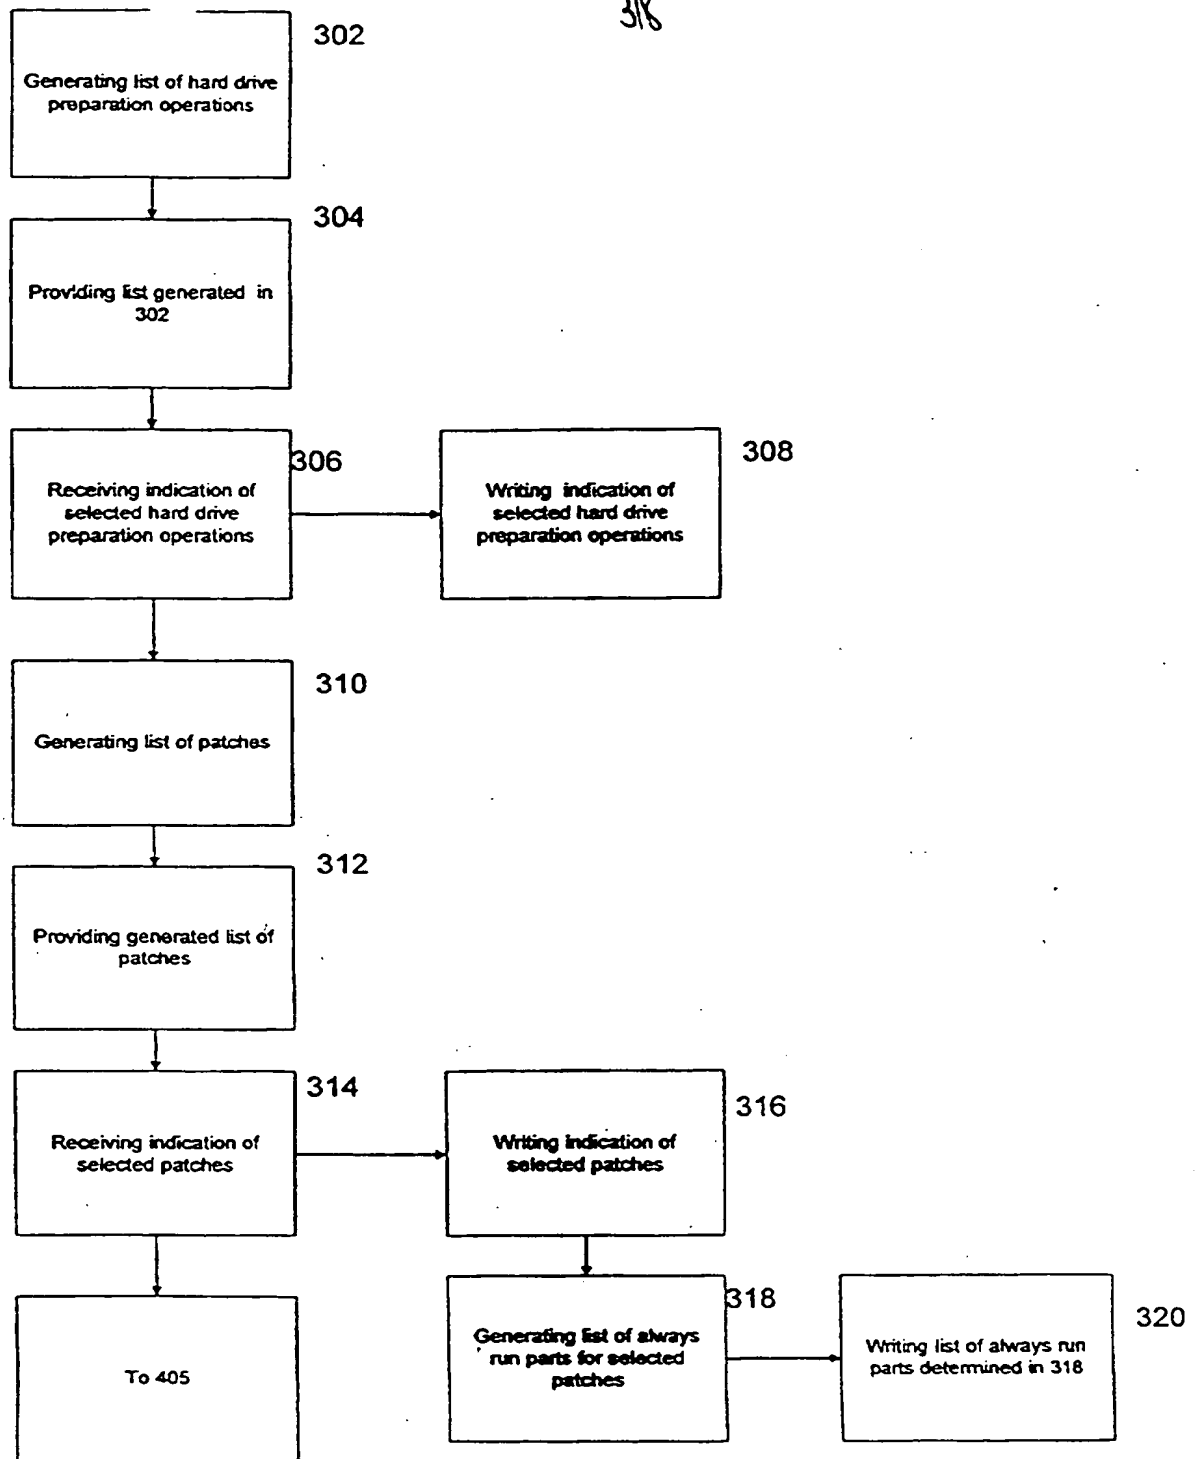 318
302
Generating list of hard drive
preparation operations
304
Providing list generated in
302
306
Receiving indication of
selected hard drive
preparation operations
308
Writing indication of
selected hard drive
preparation operations
310
Generating list of patches
312
Providing generated list of
patches
314
Receiving indication of
selected patches
316
Writing indication of
selected patches
318
Generating list of always
run parts for selected
patches
320
Writing list of always run
parts determined in 318
To 405